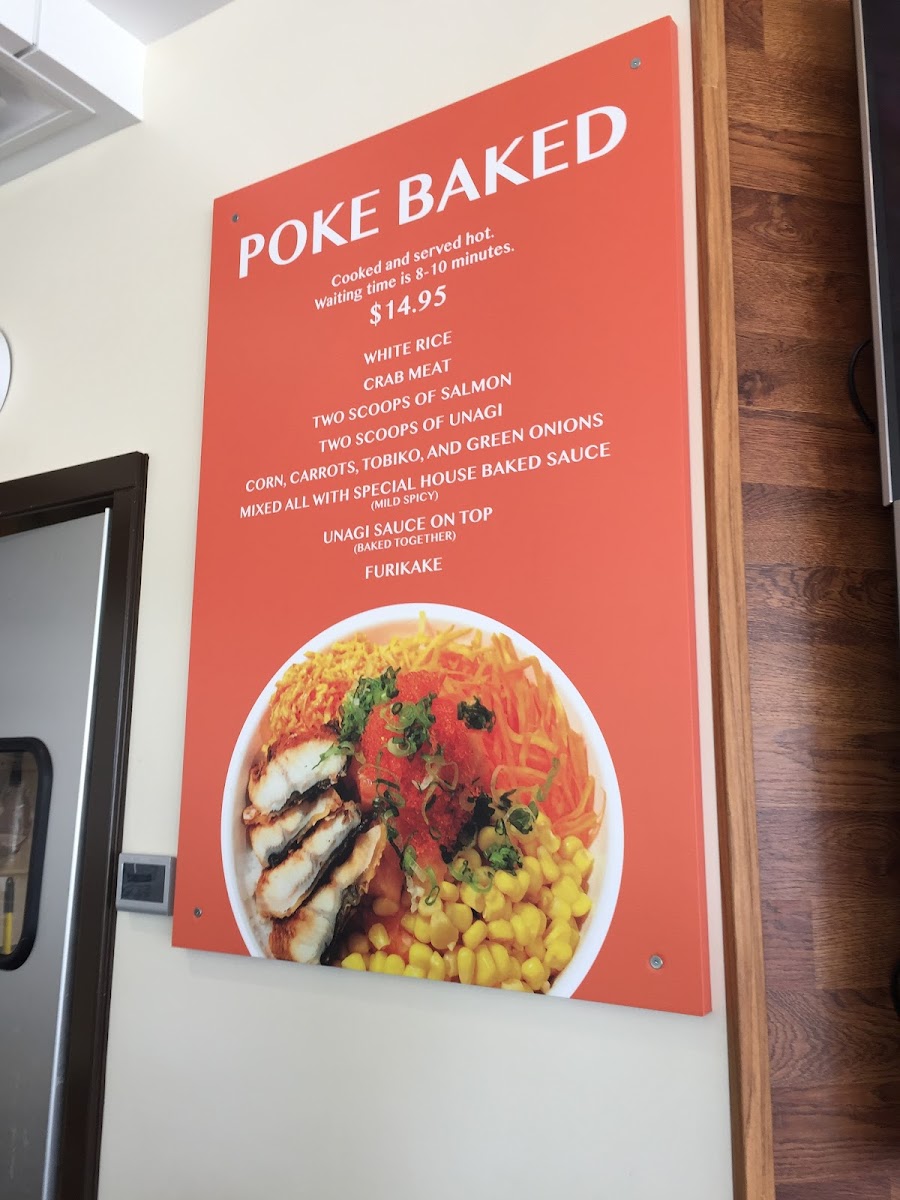 POKE BAKED
Cooked and served hot.
Waiting time is 8-10 minutes.
$14.95
WHITE RICE
CRAB MEAT
TWO SCOOPS OF SALMON
TWO SCOOPS OF UNAGI
CORN, CARROTS, TOBIKO, AND GREEN ONIONS
MIXED ALL WITH SPECIAL HOUSE BAKED SAUCE
(MILD SPICY)
UNAGI SAUCE ON TOP
(BAKED TOGETHER)
FURIKAKE